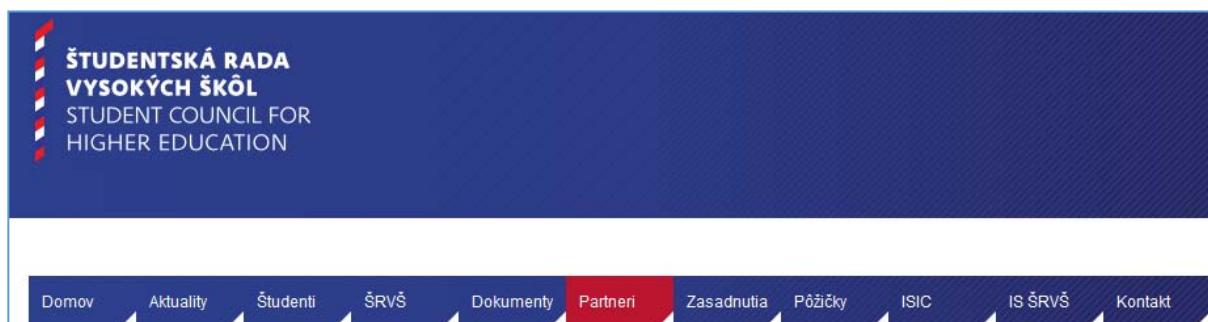 ŠTUDENTSKÁ RADA
VYSOKÝCH ŠKÔL
STUDENT COUNCIL FOR
HIGHER EDUCATION
Domov Aktuality Študenti ŠRVŠ Dokumenty Partneri Zasadnutia Pôžičky ISIC IS ŠRVŠ Kontakt